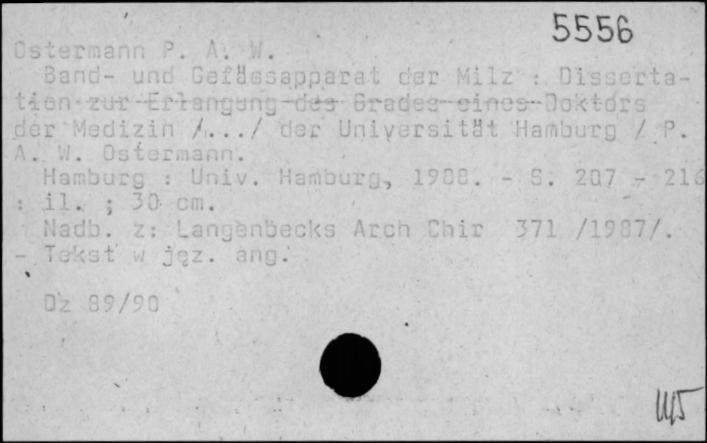 5556
Ostermann P. A. W.
Band- und Gefässapparat der Milz : Disserta-
tion zur Erlangung des Grades eines Doktors
der Medizin /.../ der Universität Hamburg / P.
A. W. Ostermann.
Hamburg : Univ. Hamburg, 1988. - S. 207 - 216
: il. ; 30 cm.
Nadb. z: Langenbecks Arch Chir 371 /1987/.
- Tekst w jęz. ang.
Dz 89/90